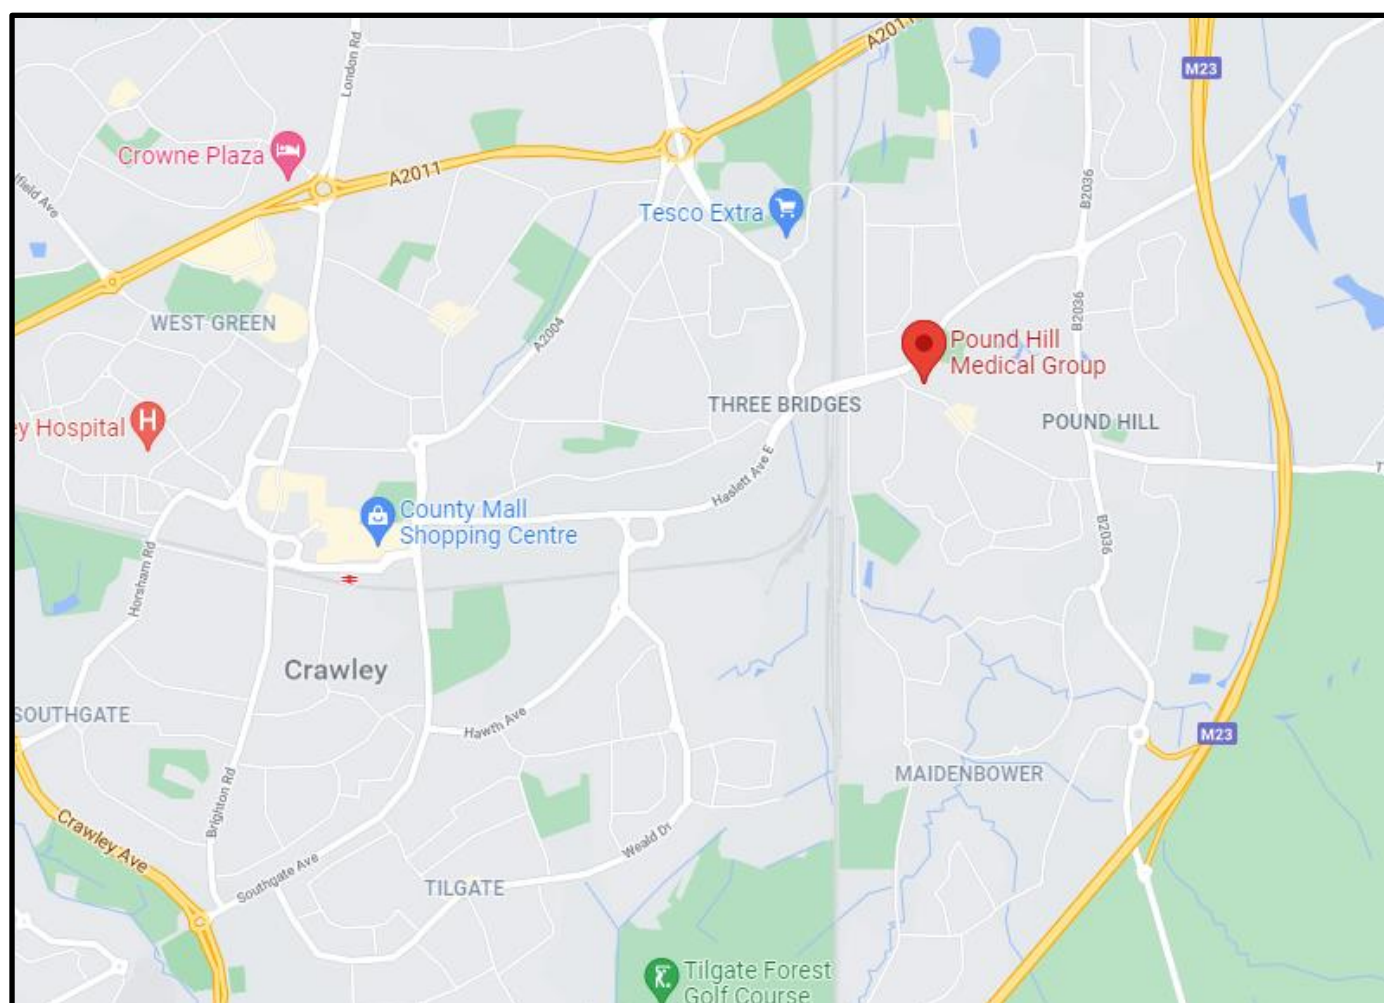 London Rd
A2011
M23
Crowne Plaza
A2011
B2036
Tesco Extra
WEST GREEN
A2004
B2036
Pound Hill
Medical Group
THREE BRIDGES
POUND HILL
ey Hospital
H
Haslett Ave E
County Mall
Shopping Centre
B2036
Horsham Rd
Crawley
SOUTHGATE
Hawth Ave
M23
MAIDENBOWER
Brighton Rd
Crawley Ave
Weald Dr
Southgate Ave
TILGATE
Tilgate Forest
Golf Course